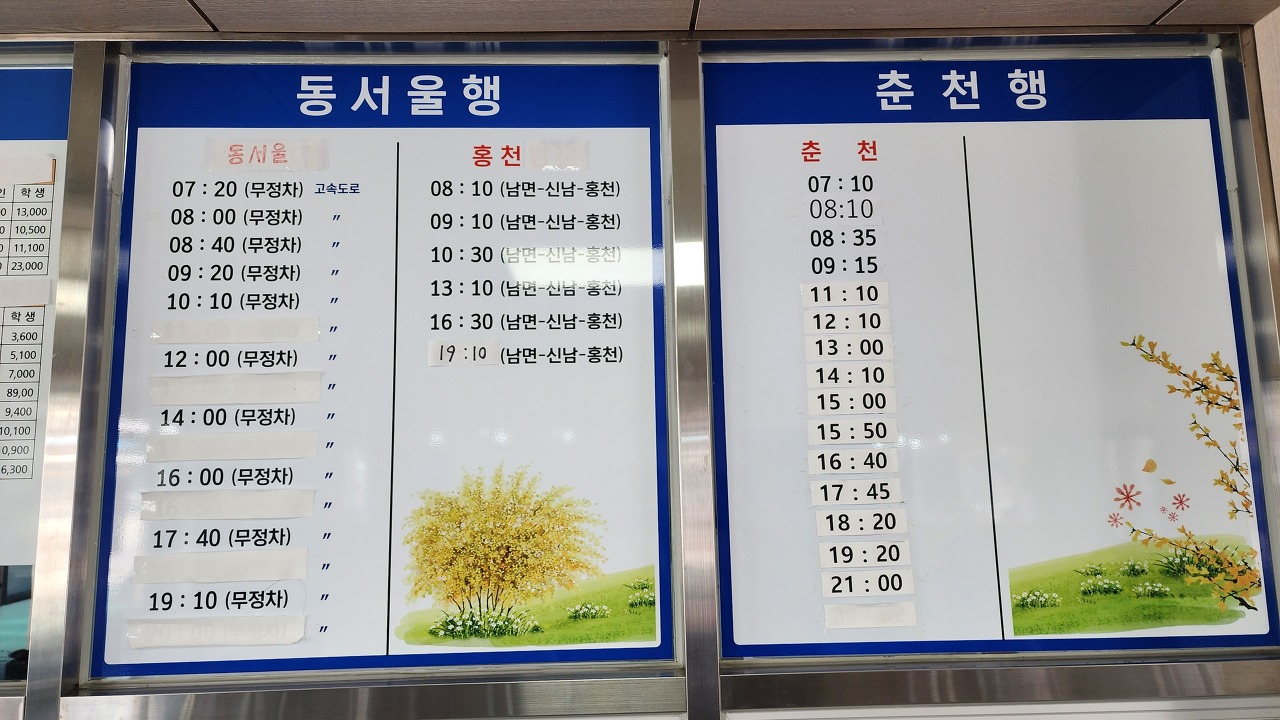 인 학 생
13,000
10,500
11,100
23,000
학 생
3,600
5,100
7,000
89,00
9,400
10,100
10,900
6,300
동서울행
동서울
07 : 20 (무정차) 고속도로
08 : 00 (무정차) 〃
08 : 40 (무정차) 〃
09 : 20 (무정차) 〃
10 : 10 (무정차) 〃
〃
12 : 00 (무정차) 〃
〃
14 : 00 (무정차) 〃
〃
16 : 00 (무정차) 〃
〃
17 : 40 (무정차) 〃
〃
19 : 10 (무정차) 〃
〃
홍천
08 : 10 (남면-신남-홍천)
09 : 10 (남면-신남-홍천)
10 : 30 (남면-신남-홍천)
13 : 10 (남면-신남-홍천)
16 : 30 (남면-신남-홍천)
19 : 10 (남면-신남-홍천)
춘 천 행
춘 천
07 : 10
08:10
08 : 35
09 : 15
11 : 10
12 : 10
13 : 00
14 : 10
15 : 00
15 : 50
16 : 40
17 : 45
18 : 20
19 : 20
21 : 00